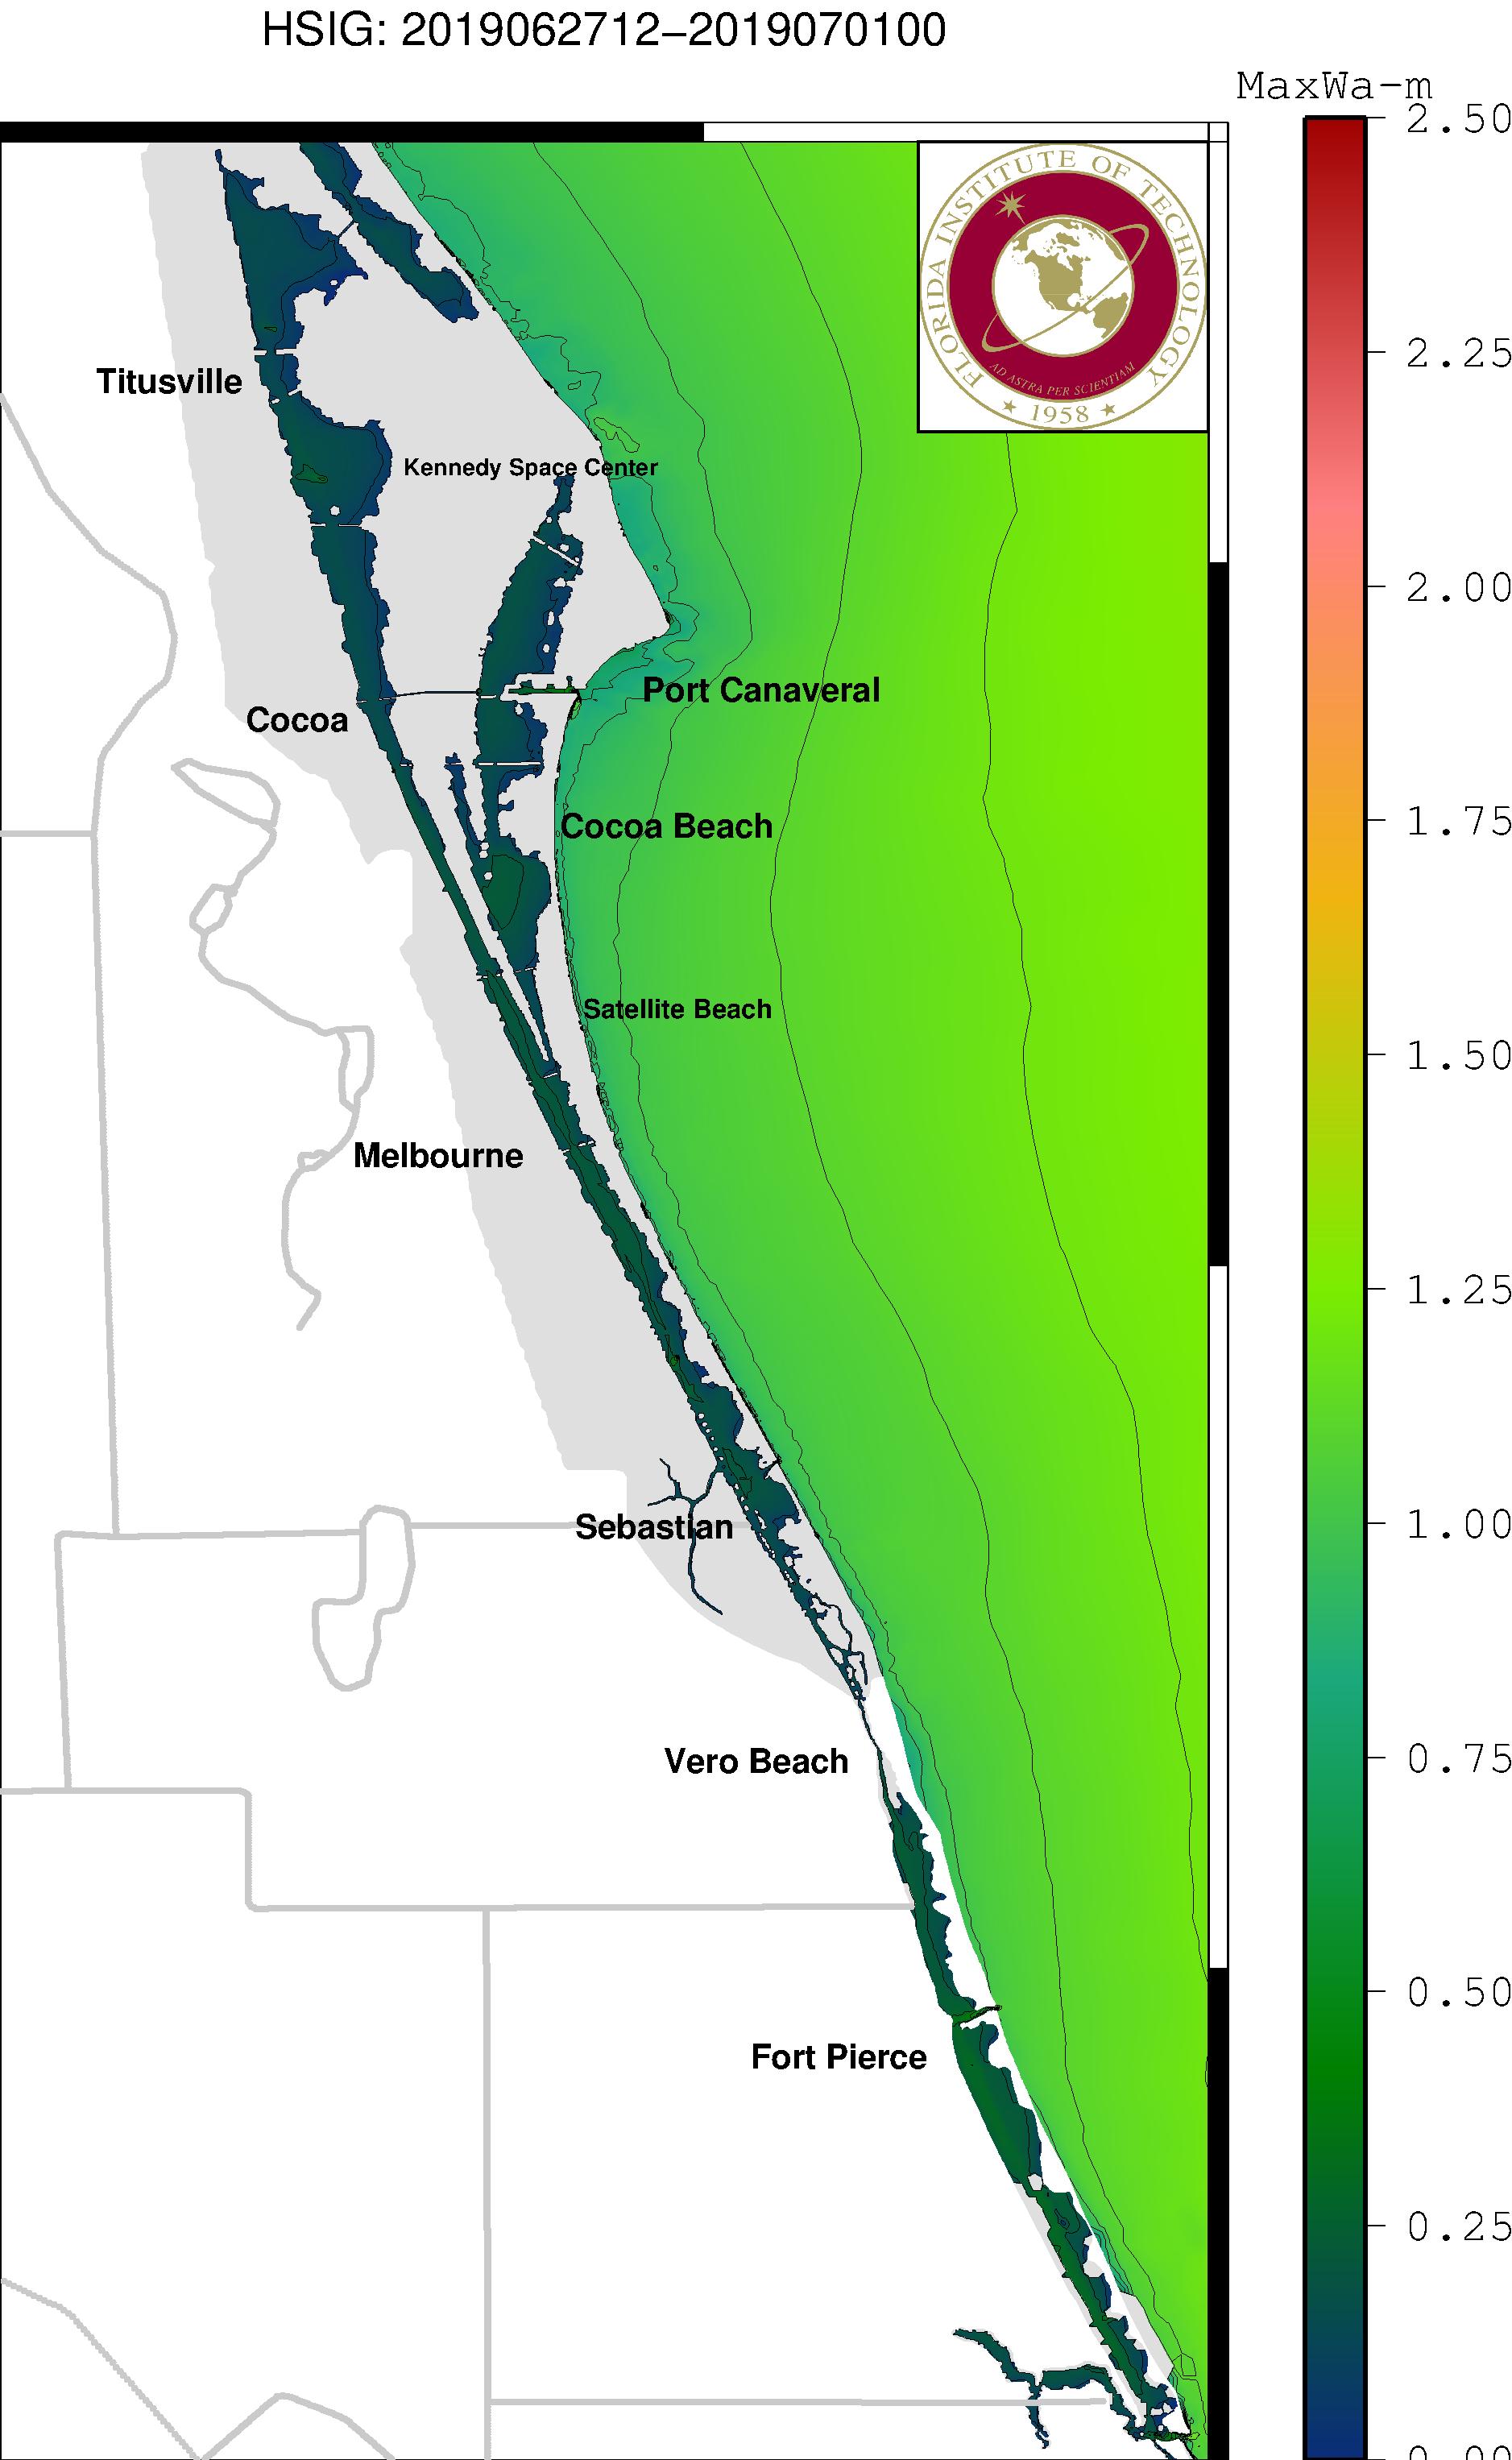 HSIG: 2019062712−2019070100
MaxWa−m
2.50
2.25
2.00
1.75
1.50
1.25
1.00
0.75
0.50
0.25
0.00
FLORIDA INSTITUTE OF TECHNOLOGY
AD ASTRA PER SCIENTIAM
★ 1958 ★
Titusville
Kennedy Space Center
Port Canaveral
Cocoa
Cocoa Beach
Satellite Beach
Melbourne
Sebastian
Vero Beach
Fort Pierce